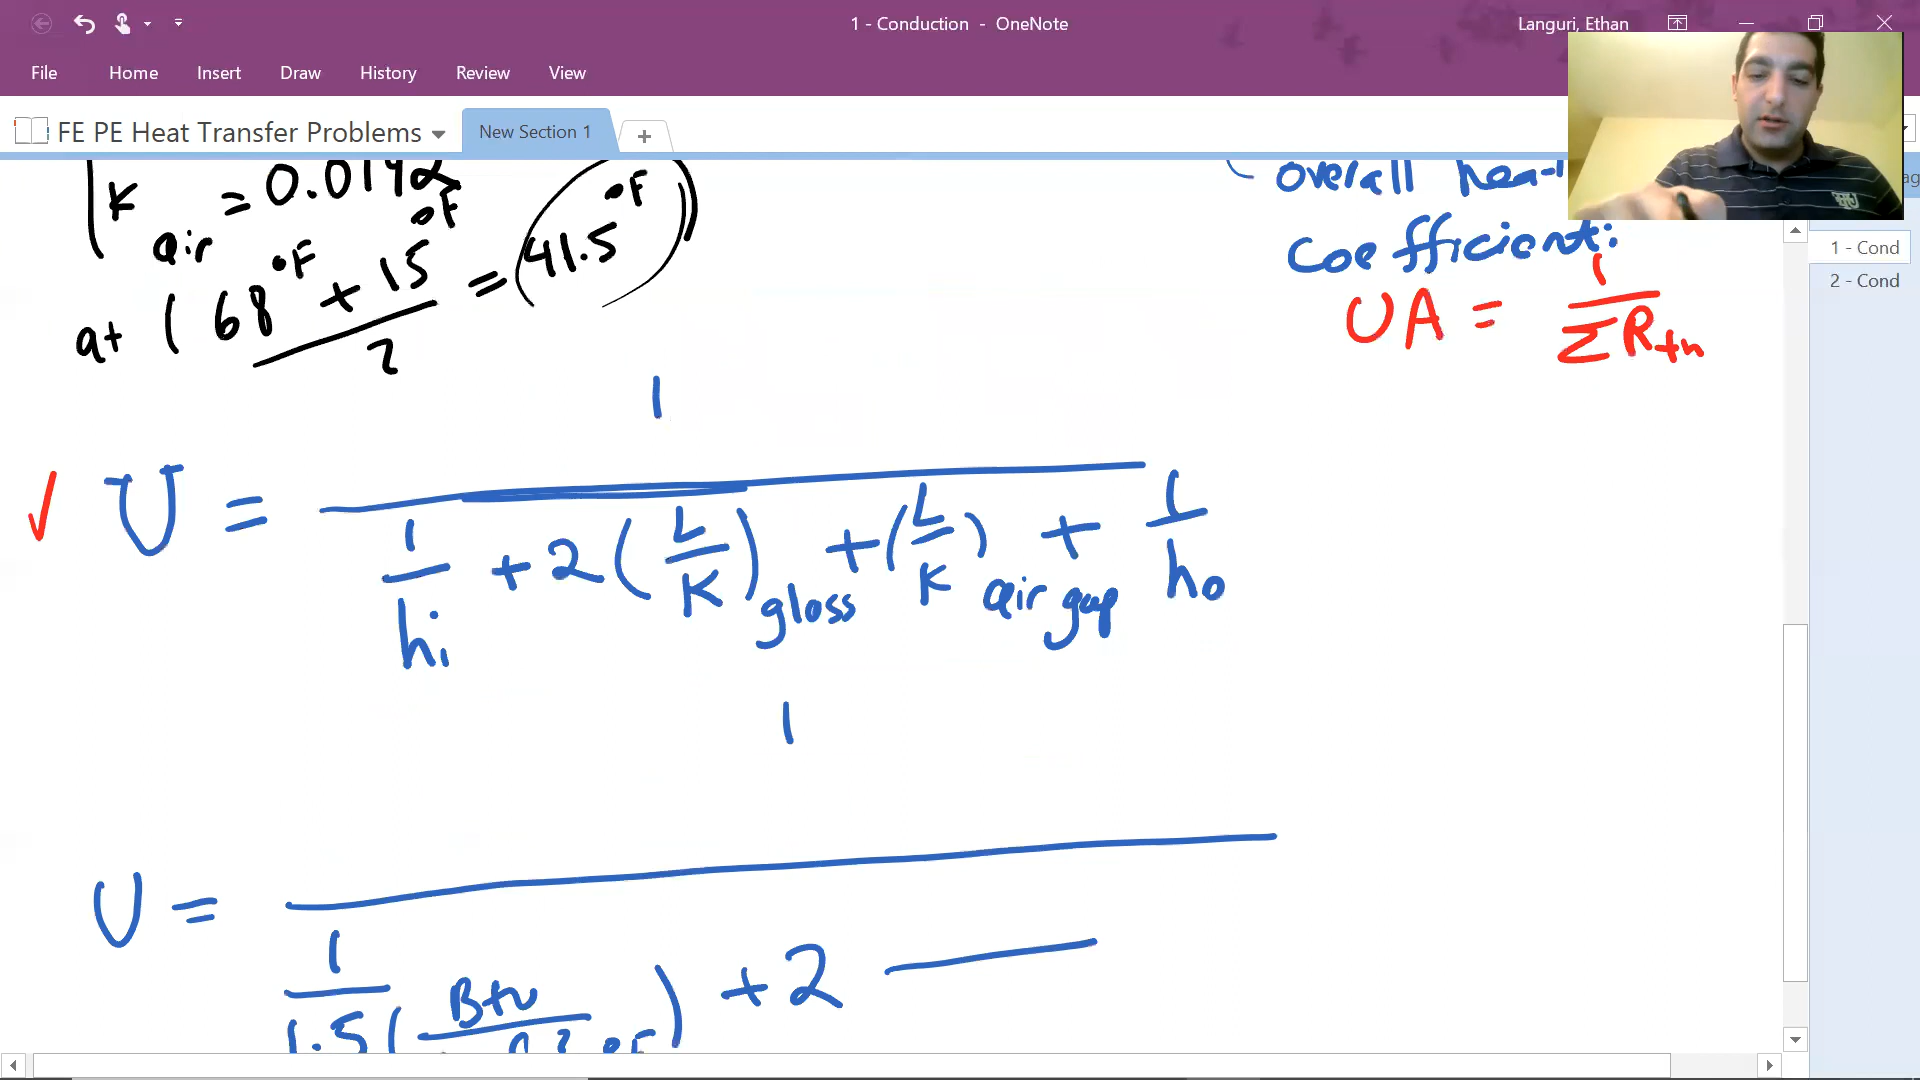 1 - Conduction - OneNote
Languri, Ethan
File Home Insert Draw History Review View
FE PE Heat Transfer Problems
New Section 1
+
1 - Cond
2 - Cond
K air = 0.0142
at ( 68 °F + 15 °F / 2 = 41.5 °F )
overall
Coefficient:
UA = 1 / Σ R th
✓ U = 1 / 1/hi + 2 (L/K) glass + (L/K) air gap + 1/ho
U = 1 / 1/1.5 ( Btu / °F ) + 2